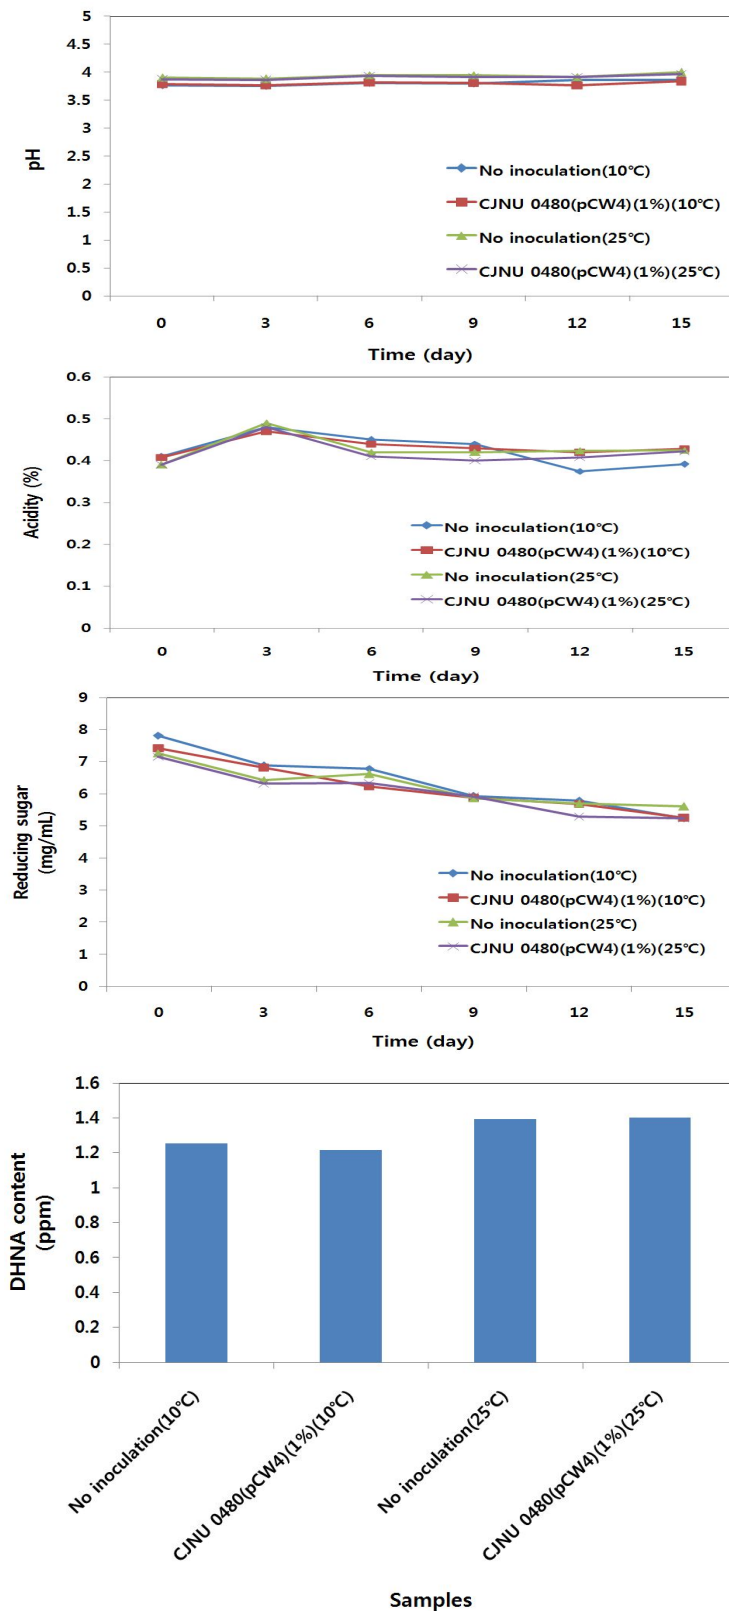 5
4.5
4
3.5
3
2.5
2
1.5
1
0.5
0
pH
No inoculation(10℃)
CJNU 0480(pCW4)(1%)(10℃)
No inoculation(25℃)
CJNU 0480(pCW4)(1%)(25℃)
0 3 6 9 12 15
Time (day)
0.6
0.5
0.4
0.3
0.2
0.1
0
Acidity (%)
No inoculation(10℃)
CJNU 0480(pCW4)(1%)(10℃)
No inoculation(25℃)
CJNU 0480(pCW4)(1%)(25℃)
0 3 6 9 12 15
Time (day)
9
8
7
6
5
4
3
2
1
0
Reducing sugar
(mg/mL)
No inoculation(10℃)
CJNU 0480(pCW4)(1%)(10℃)
No inoculation(25℃)
CJNU 0480(pCW4)(1%)(25℃)
0 3 6 9 12 15
Time (day)
1.6
1.4
1.2
1
0.8
0.6
0.4
0.2
0
DHNA content
(ppm)
No inoculation(10℃)
CJNU 0480(pCW4)(1%)(10℃)
No inoculation(25℃)
CJNU 0480(pCW4)(1%)(25℃)
Samples